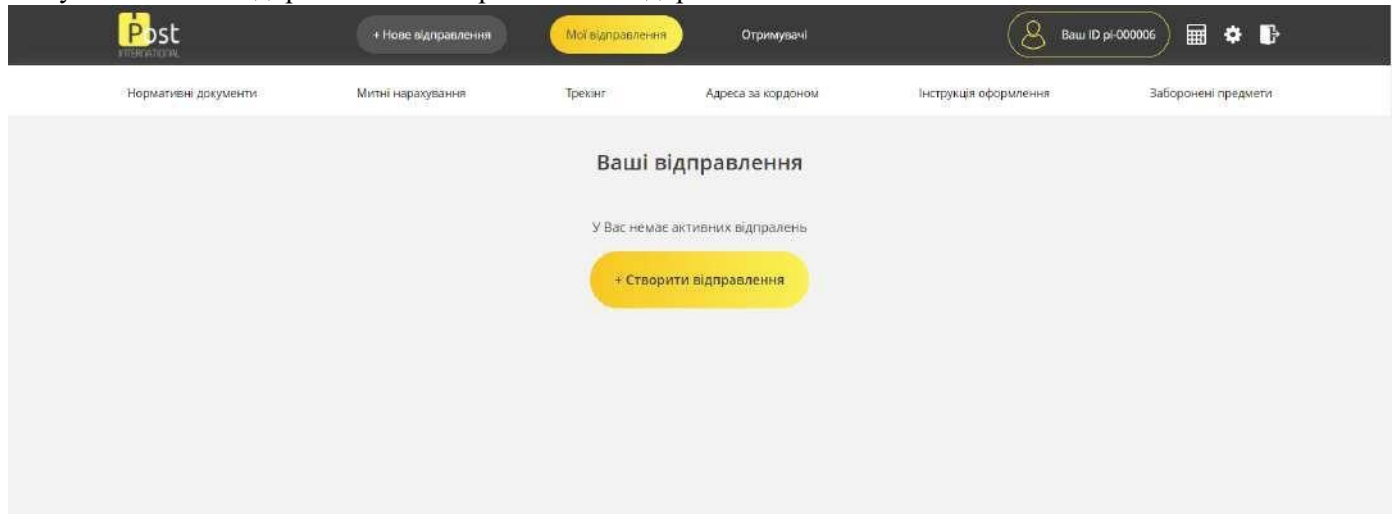 Post
INTERNATIONAL
+ Нове відправлення
Мої відправлення
Отримувачі
Ваш ID pi-000006
Нормативні документи
Митні нарахування
Трекінг
Адреса за кордоном
Інструкція оформлення
Заборонені предмети
Ваші відправлення
У Вас немає активних відпралень
+ Створити відправлення